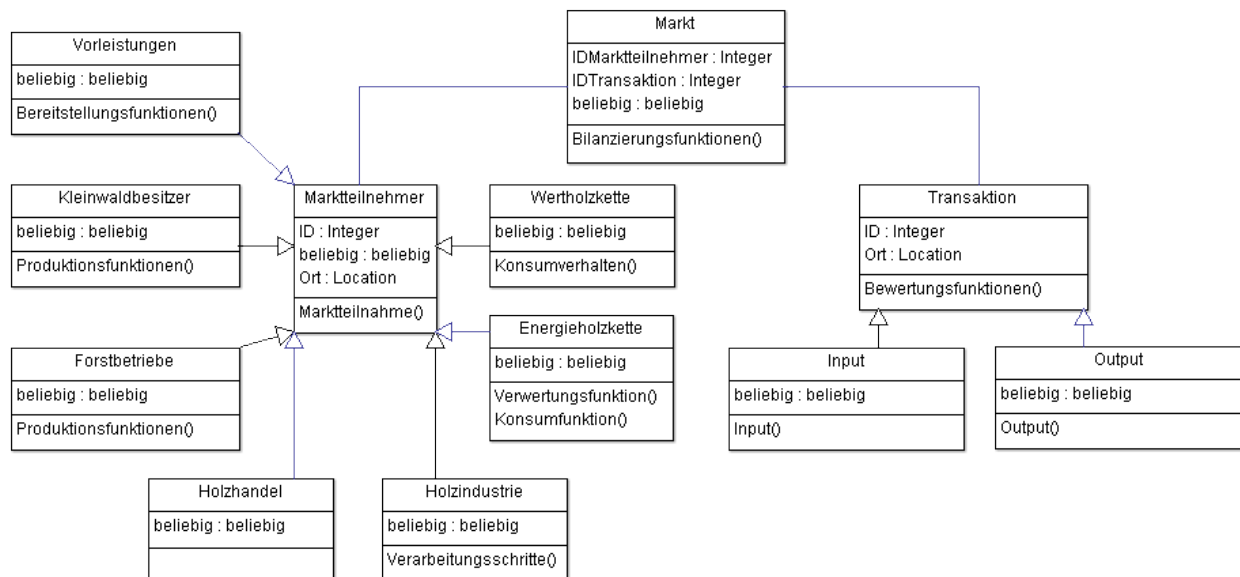 Markt
IDMarktteilnehmer : Integer
IDTransaktion : Integer
beliebig : beliebig
Bilanzierungsfunktionen()
Vorleistungen
beliebig : beliebig
Bereitstellungsfunktionen()
Kleinwaldbesitzer
beliebig : beliebig
Produktionsfunktionen()
Marktteilnehmer
ID : Integer
beliebig : beliebig
Ort : Location
Marktteilnahme()
Wertholzkette
beliebig : beliebig
Konsumverhalten()
Transaktion
ID : Integer
Ort : Location
Bewertungsfunktionen()
Forstbetriebe
beliebig : beliebig
Produktionsfunktionen()
Energieholzkette
beliebig : beliebig
Verwertungsfunktion()
Konsumfunktion()
Input
beliebig : beliebig
Input()
Output
beliebig : beliebig
Output()
Holzhandel
beliebig : beliebig
Holzindustrie
beliebig : beliebig
Verarbeitungsschritte()